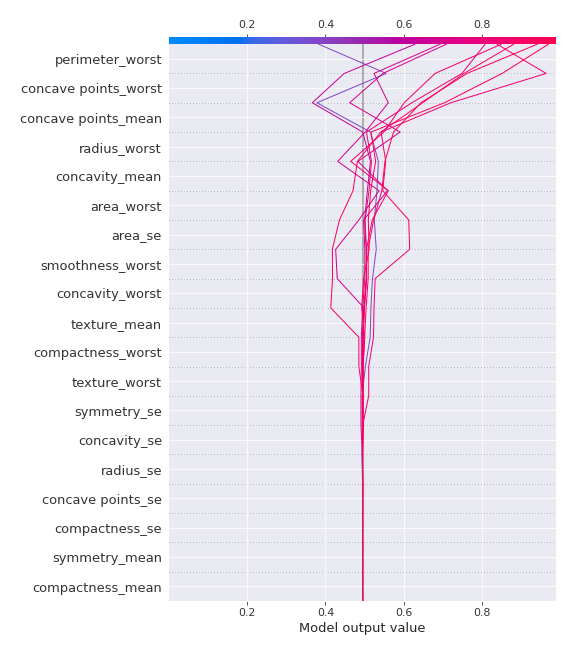 0.2 0.4 0.6 0.8
perimeter_worst
concave points_worst
concave points_mean
radius_worst
concavity_mean
area_worst
area_se
smoothness_worst
concavity_worst
texture_mean
compactness_worst
texture_worst
symmetry_se
concavity_se
radius_se
concave points_se
compactness_se
symmetry_mean
compactness_mean
0.2 0.4 0.6 0.8
Model output value